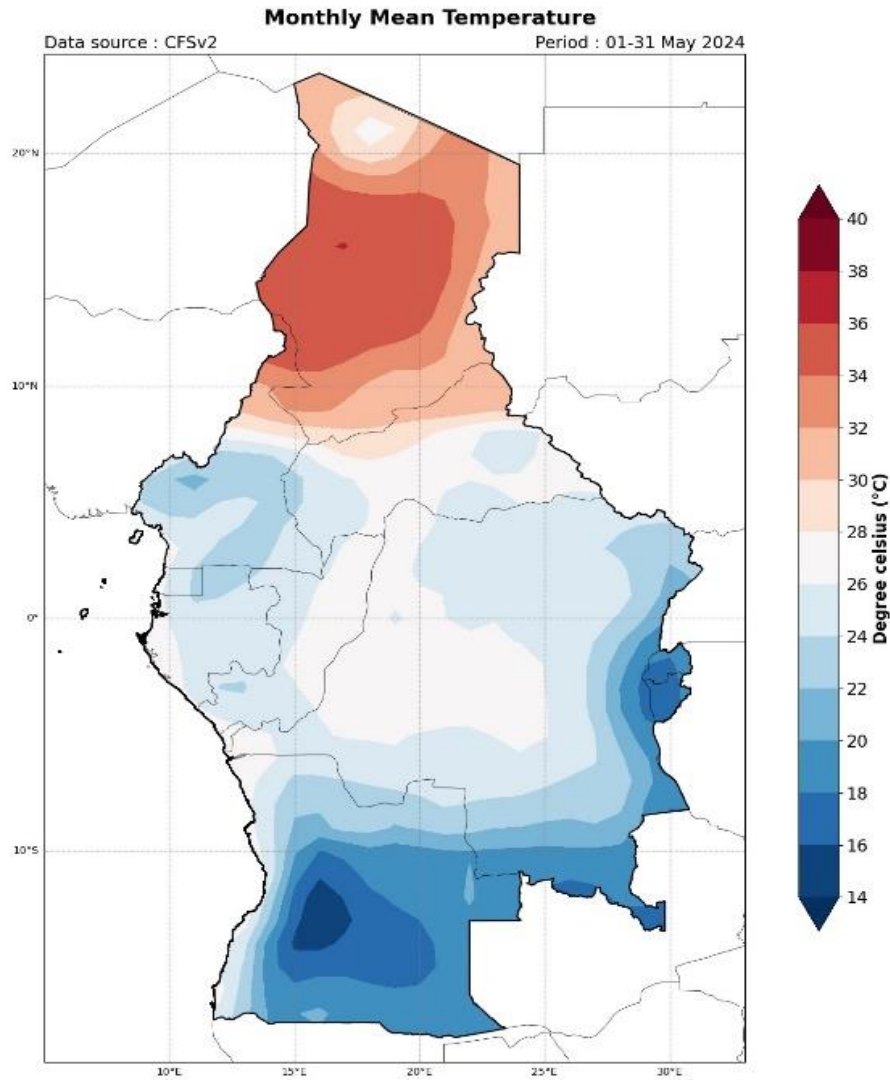 Monthly Mean Temperature
Data source : CFSv2
Period : 01-31 May 2024
20°N
10°N
0°
10°S
10°E
15°E
20°E
25°E
30°E
40
38
36
34
32
30
28
26
24
22
20
18
16
14
Degree celsius (°C)